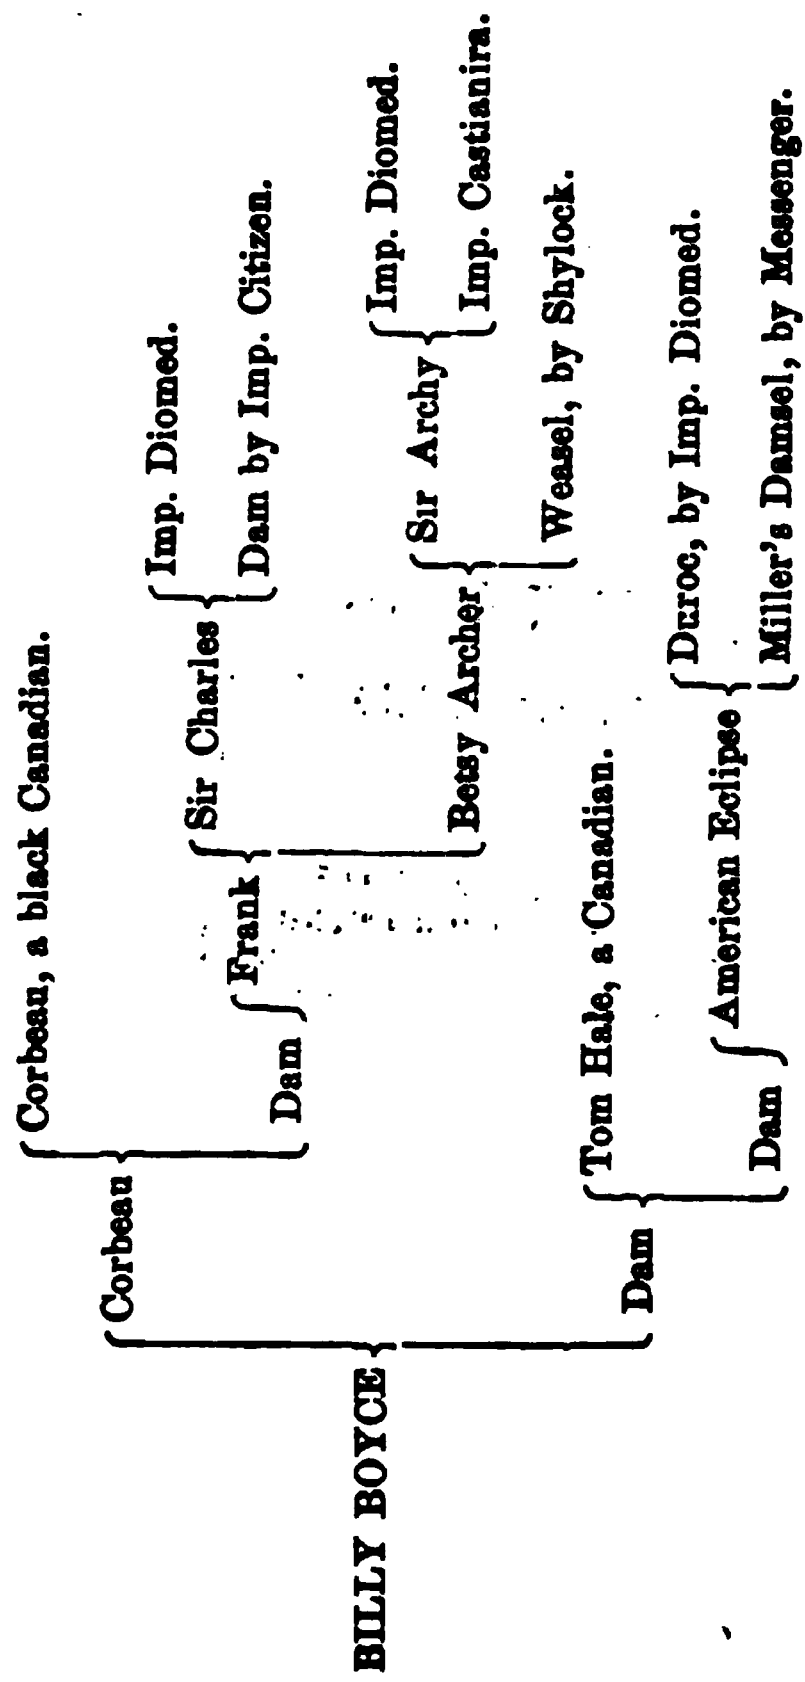 Corbeau, a black Canadian.
Corbeau
Imp. Diomed.
Sir Charles
Dam by Imp. Citizen.
Frank
Dam
Imp. Diomed.
Sir Archy
Imp. Castianira.
Betsy Archer
Weasel, by Shylock.
BILLY BOYCE
Tom Hale, a Canadian.
Dam
Duroc, by Imp. Diomed.
American Eclipse
Miller's Damsel, by Messenger.
Dam